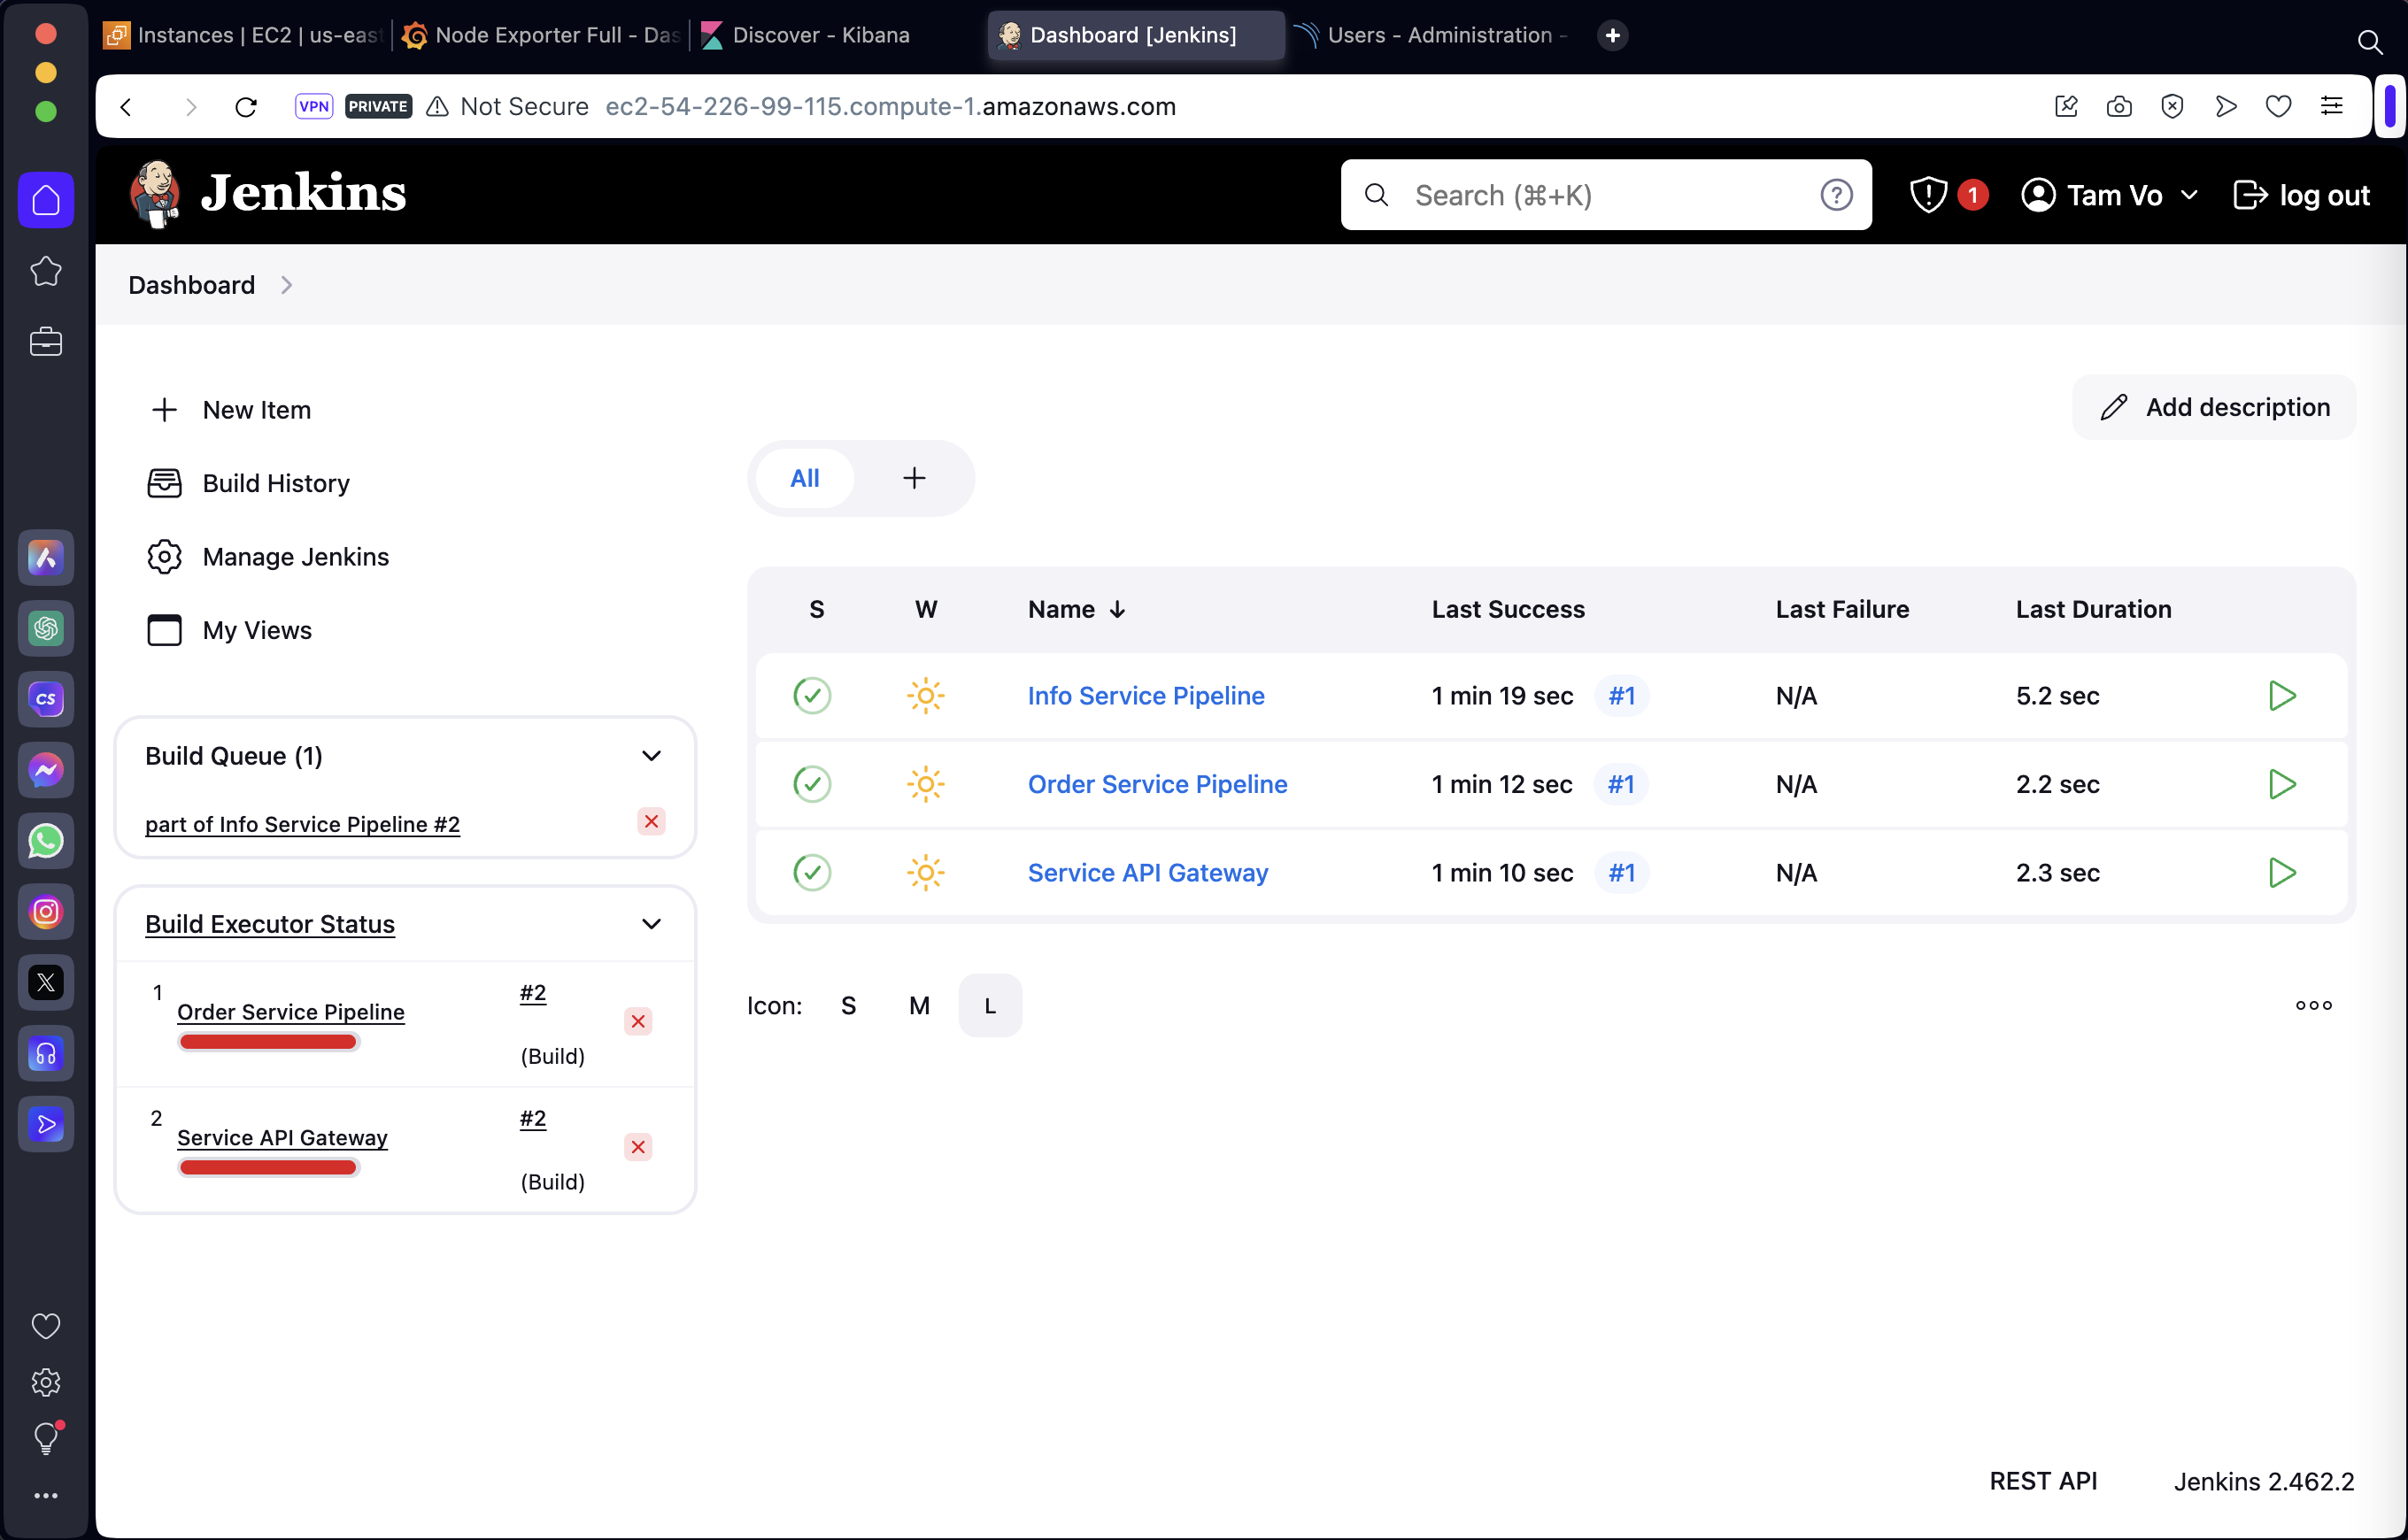 Instances | EC2 | us-east
Node Exporter Full - Das
Discover - Kibana
Dashboard [Jenkins]
Users - Administration -
VPN PRIVATE Not Secure ec2-54-226-99-115.compute-1.amazonaws.com
Jenkins
Search (⌘+K)
1
Tam Vo
log out
Dashboard
New Item
Build History
Manage Jenkins
My Views
Add description
All
Build Queue (1)
part of Info Service Pipeline #2
Build Executor Status
1 Order Service Pipeline #2
(Build)
2 Service API Gateway #2
(Build)
S W Name ↓ Last Success Last Failure Last Duration
Info Service Pipeline 1 min 19 sec #1 N/A 5.2 sec
Order Service Pipeline 1 min 12 sec #1 N/A 2.2 sec
Service API Gateway 1 min 10 sec #1 N/A 2.3 sec
Icon: S M L
CS
REST API Jenkins 2.462.2